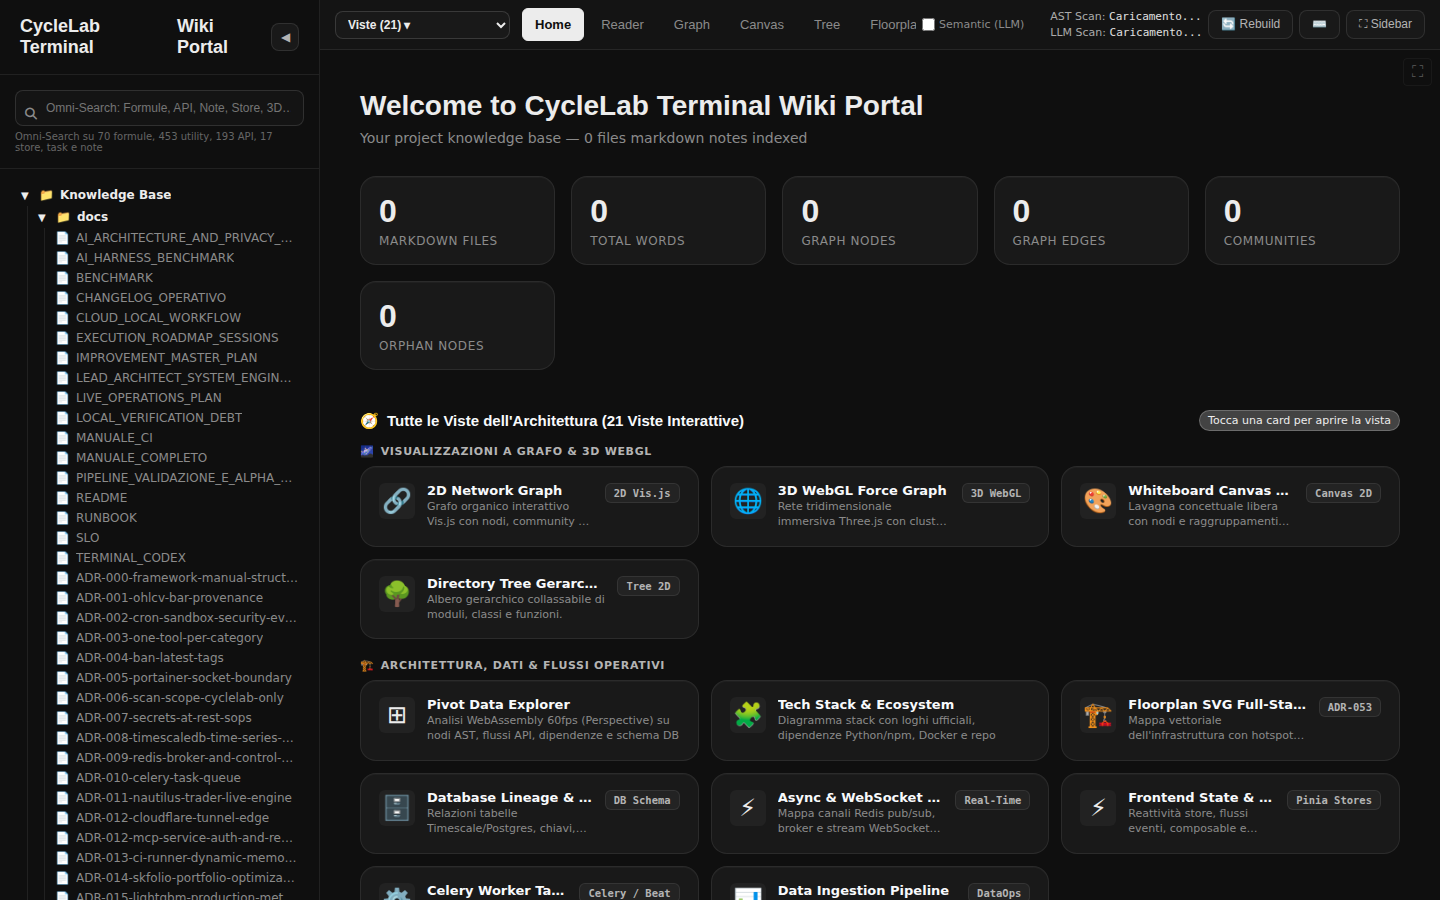 CycleLab Terminal
Wiki Portal
◀
Omni-Search: Formule, API, Note, Store, 3D..
Omni-Search su 70 formule, 453 utility, 193 API, 17
store, task e note
▼ Knowledge Base
▼ docs
AI_ARCHITECTURE_AND_PRIVACY_...
AI_HARNESS_BENCHMARK
BENCHMARK
CHANGELOG_OPERATIVO
CLOUD_LOCAL_WORKFLOW
EXECUTION_ROADMAP_SESSIONS
IMPROVEMENT_MASTER_PLAN
LEAD_ARCHITECT_SYSTEM_ENGIN...
LIVE_OPERATIONS_PLAN
LOCAL_VERIFICATION_DEBT
MANUALE_CI
MANUALE_COMPLETO
PIPELINE_VALIDAZIONE_E_ALPHA_...
README
RUNBOOK
SLO
TERMINAL_CODEX
ADR-000-framework-manual-struct...
ADR-001-ohlcv-bar-provenance
ADR-002-cron-sandbox-security-ev...
ADR-003-one-tool-per-category
ADR-004-ban-latest-tags
ADR-005-portainer-socket-boundary
ADR-006-scan-scope-cyclelab-only
ADR-007-secrets-at-rest-sops
ADR-008-timescaledb-time-series-...
ADR-009-redis-broker-and-control-...
ADR-010-celery-task-queue
ADR-011-nautilus-trader-live-engine
ADR-012-cloudflare-tunnel-edge
ADR-012-mcp-service-auth-and-re...
ADR-013-ci-runner-dynamic-memo...
ADR-014-skfolio-portfolio-optimiza...
ADR-015-lightgbm-production-met...
Viste (21) ▾
Home
Reader
Graph
Canvas
Tree
Floorpla
Semantic (LLM)
AST Scan: Caricamento...
LLM Scan: Caricamento...
Rebuild
Sidebar
Welcome to CycleLab Terminal Wiki Portal
Your project knowledge base — 0 files markdown notes indexed
0
MARKDOWN FILES
0
TOTAL WORDS
0
GRAPH NODES
0
GRAPH EDGES
0
COMMUNITIES
0
ORPHAN NODES
Tutte le Viste dell'Architettura (21 Viste Interattive)
Tocca una card per aprire la vista
VISUALIZZAZIONI A GRAFO & 3D WEBGL
2D Network Graph
2D Vis.js
Grafo organico interattivo
Vis.js con nodi, community ...
3D WebGL Force Graph
3D WebGL
Rete tridimensionale
immersiva Three.js con clust...
Whiteboard Canvas ...
Canvas 2D
Lavagna concettuale libera
con nodi e raggruppamenti...
Directory Tree Gerarc...
Tree 2D
Albero gerarchico collassabile di
moduli, classi e funzioni.
ARCHITETTURA, DATI & FLUSSI OPERATIVI
Pivot Data Explorer
Analisi WebAssembly 60fps (Perspective) su
nodi AST, flussi API, dipendenze e schema DB
Tech Stack & Ecosystem
Diagramma stack con loghi ufficiali,
dipendenze Python/npm, Docker e repo
Floorplan SVG Full-Sta...
ADR-053
Mappa vettoriale
dell'infrastruttura con hotspot...
Database Lineage & ...
DB Schema
Relazioni tabelle
Timescale/Postgres, chiavi,...
Async & WebSocket ...
Real-Time
Mappa canali Redis pub/sub,
broker e stream WebSocket...
Frontend State & ...
Pinia Stores
Reattività store, flussi
eventi, composable e...
Celery Worker Ta...
Celery / Beat
Data Ingestion Pipeline
DataOps